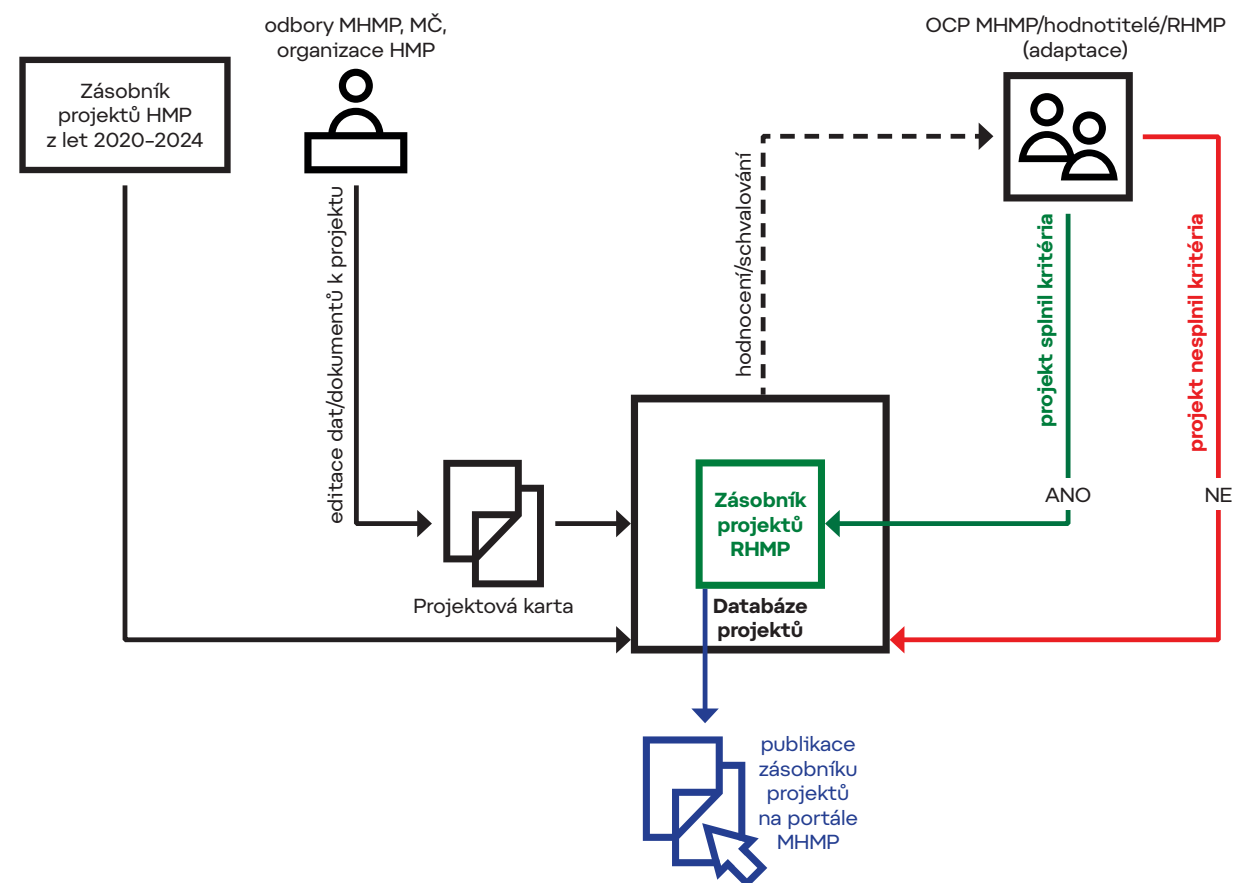 odbory MHMP, MČ,
organizace HMP
OCP MHMP/hodnotitelé/RHMP
(adaptace)
Zásobník
projektů HMP
z let 2020–2024
editace dat/dokumentů k projektu
hodnocení/schvalování
projekt splnil kritéria
projekt nesplnil kritéria
ANO
NE
Zásobník
projektů
RHMP
Projektová karta
Databáze
projektů
publikace
zásobníku
projektů
na portále
MHMP